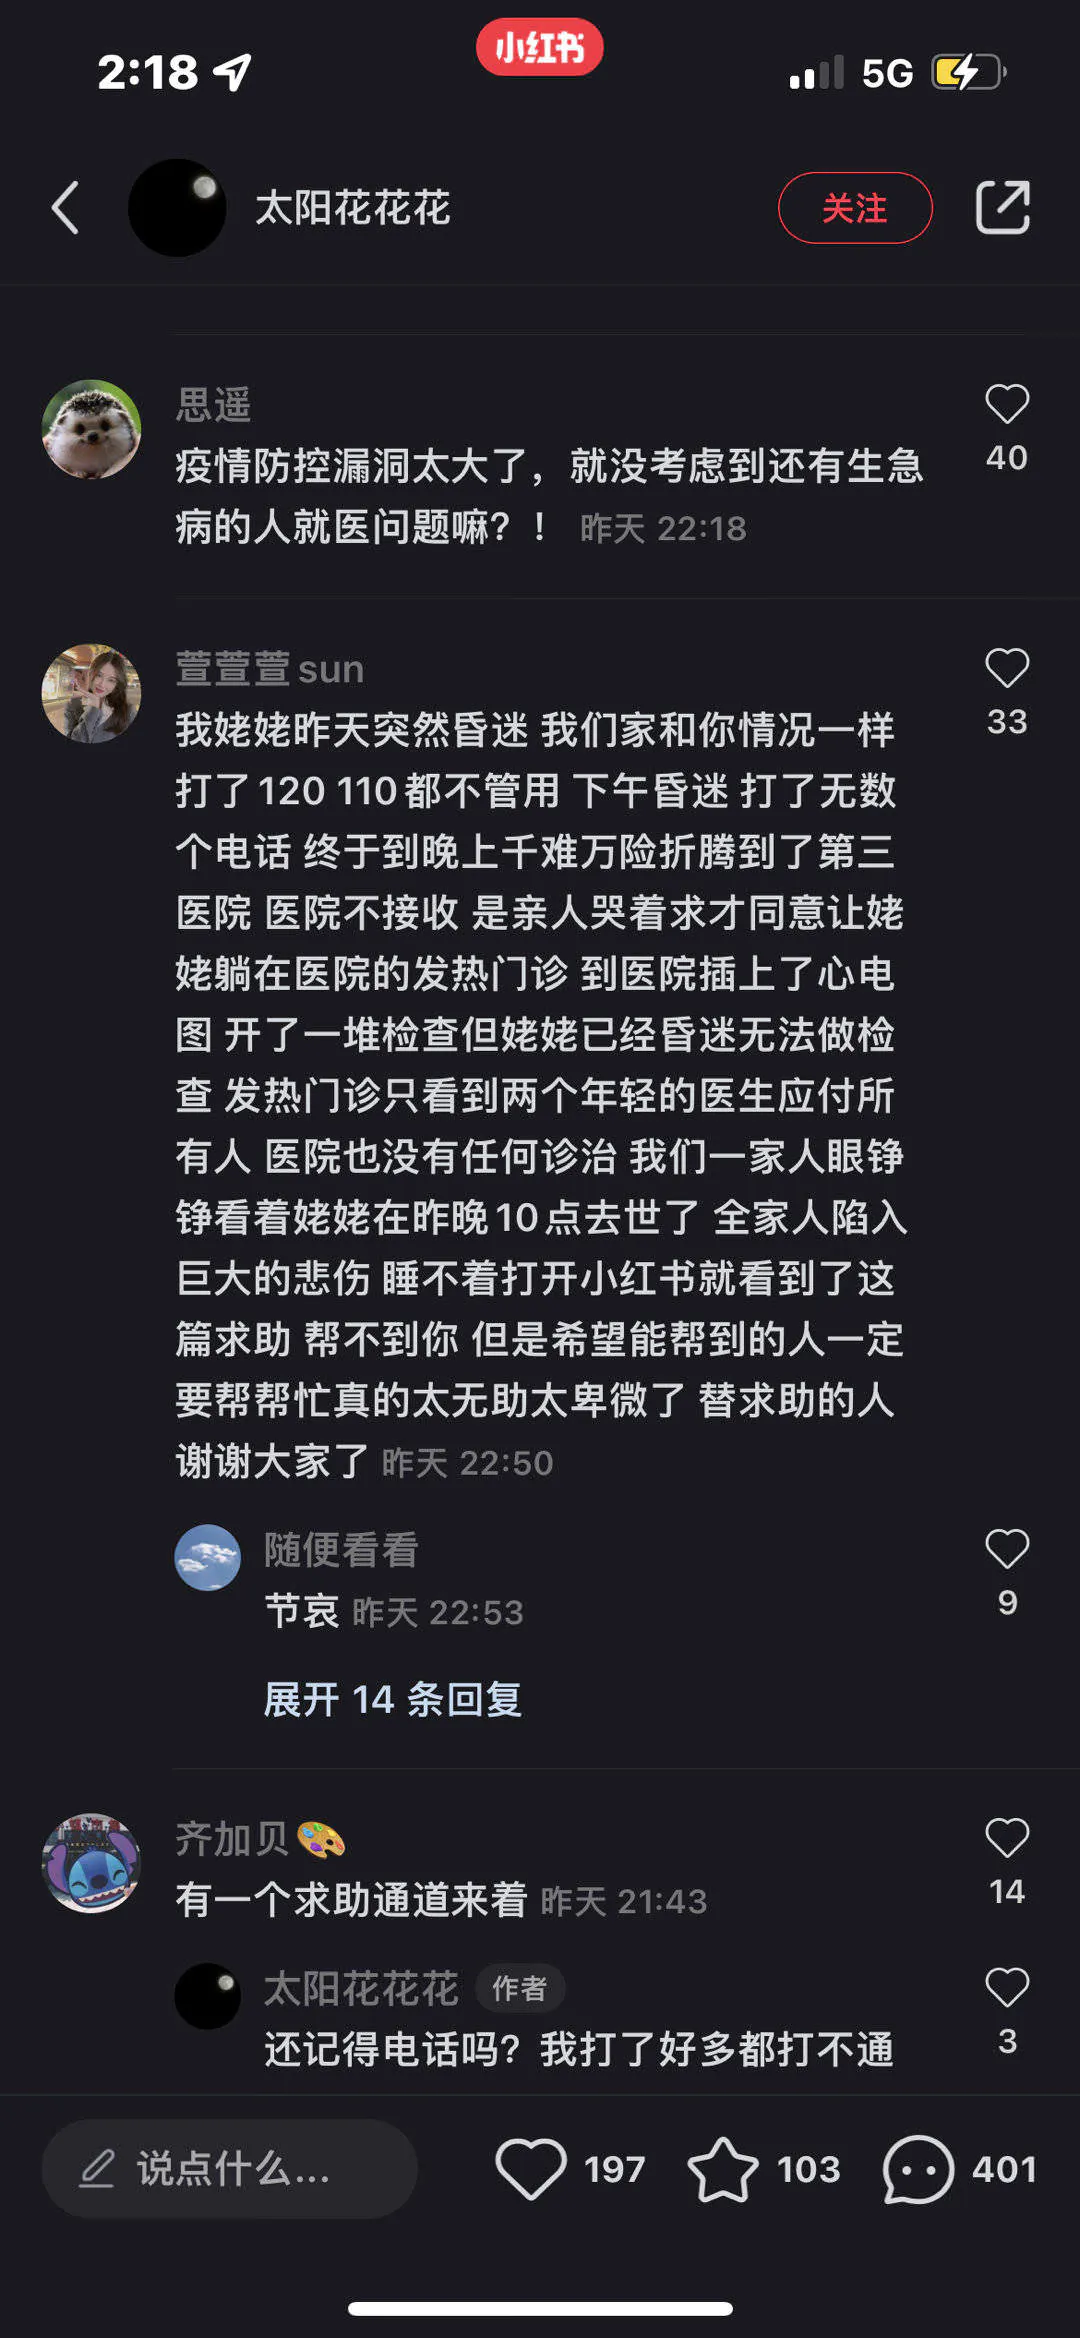 2:18
小红书
5G
太阳花花花
关注
思遥
疫情防控漏洞太大了，就没考虑到还有生急
病的人就医问题嘛？！ 昨天 22:18
40
萱萱萱sun
我姥姥昨天突然昏迷 我们家和你情况一样
打了120 110都不管用 下午昏迷 打了无数
个电话 终于到晚上千难万险折腾到了第三
医院 医院不接收 是亲人哭着求才同意让姥
姥躺在医院的发热门诊 到医院插上了心电
图 开了一堆检查但姥姥已经昏迷无法做检
查 发热门诊只看到两个年轻的医生应付所
有人 医院也没有任何诊治 我们一家人眼铮
铮看着姥姥在昨晚10点去世了 全家人陷入
巨大的悲伤 睡不着打开小红书就看到了这
篇求助 帮不到你 但是希望能帮到的人一定
要帮帮忙真的太无助太卑微了 替求助的人
谢谢大家了 昨天 22:50
33
随便看看
节哀 昨天 22:53
9
展开 14 条回复
齐加贝🎨
有一个求助通道来着 昨天 21:43
14
太阳花花花 作者
还记得电话吗？我打了好多都打不通
3
说点什么...
197
103
401